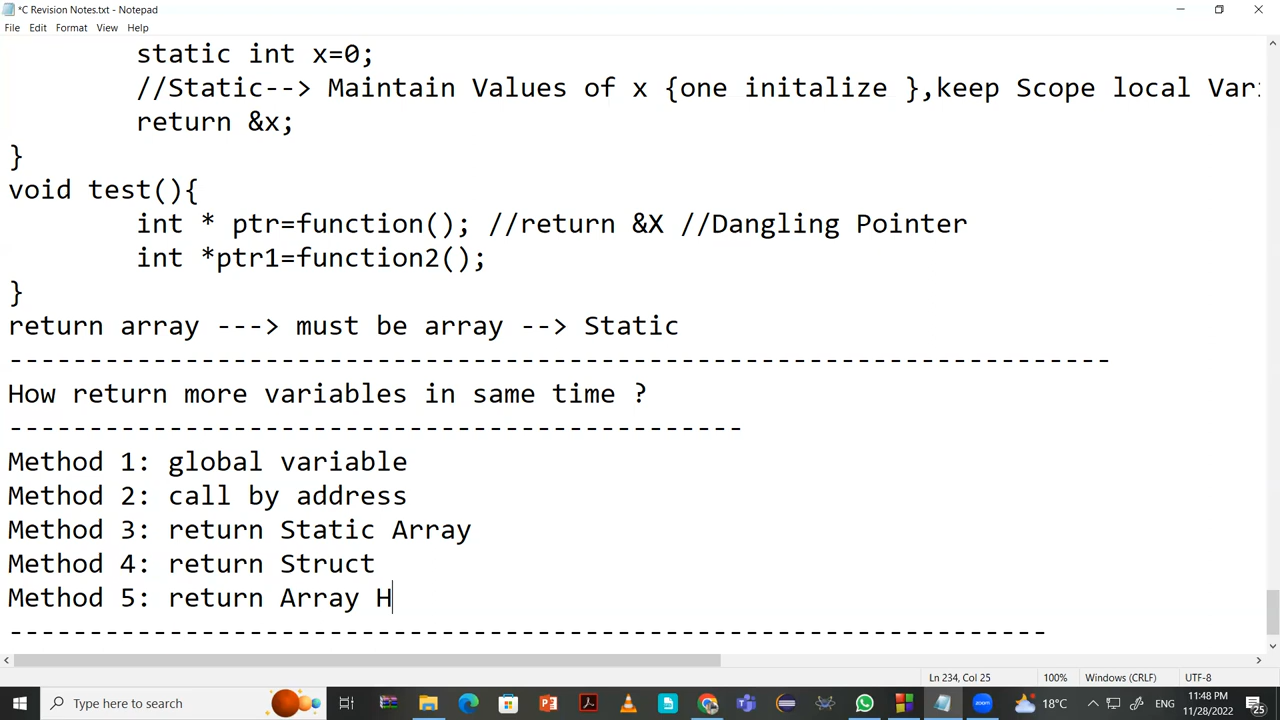 *C Revision Notes.txt - Notepad
File Edit Format View Help
static int x=0;
//Static--> Maintain Values of x {one initalize },keep Scope local Var
return &x;
}
void test(){
int * ptr=function(); //return &X //Dangling Pointer
int *ptr1=function2();
}
return array ---> must be array --> Static
---------------------------------------------------------------------
How return more variables in same time ?
----------------------------------------------
Method 1: global variable
Method 2: call by address
Method 3: return Static Array
Method 4: return Struct
Method 5: return Array H
-----------------------------------------------------------------
Ln 234, Col 25 100% Windows (CRLF) UTF-8
Type here to search 18°C ENG 11:48 PM
11/28/2022 25